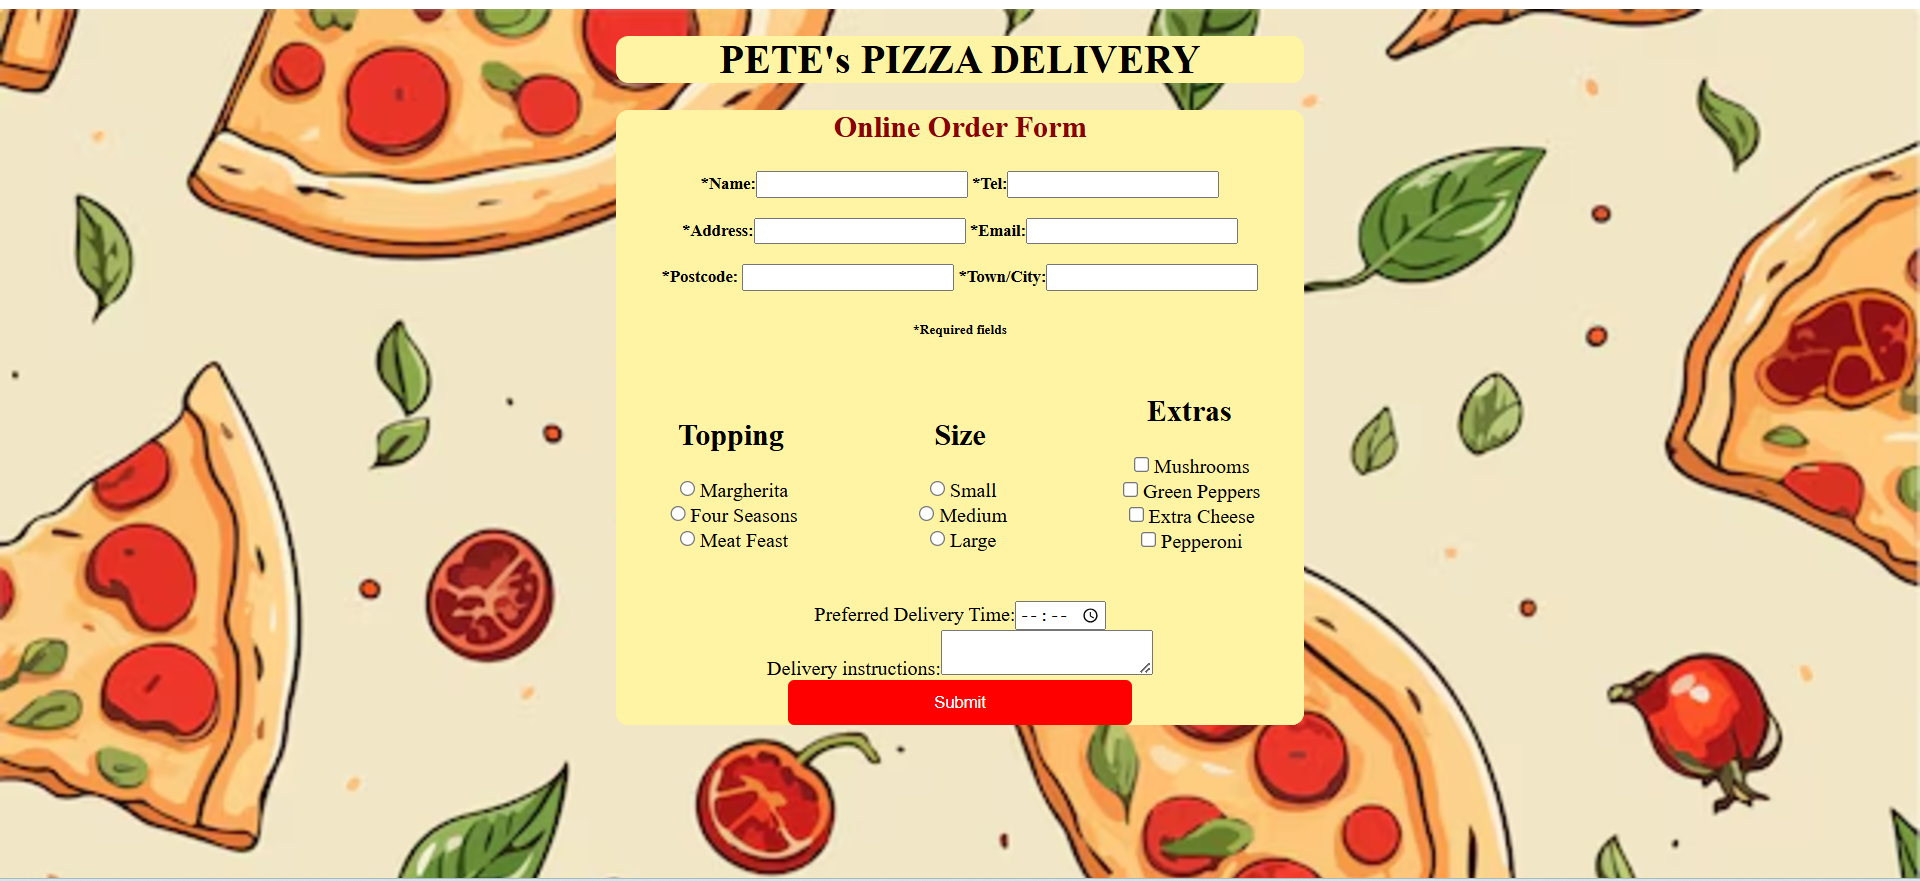 PETE's PIZZA DELIVERY
Online Order Form
*Name: *Tel:
*Address: *Email:
*Postcode: *Town/City:
*Required fields
Topping
Margherita
Four Seasons
Meat Feast
Size
Small
Medium
Large
Extras
Mushrooms
Green Peppers
Extra Cheese
Pepperoni
Preferred Delivery Time: --:--
Delivery instructions:
Submit